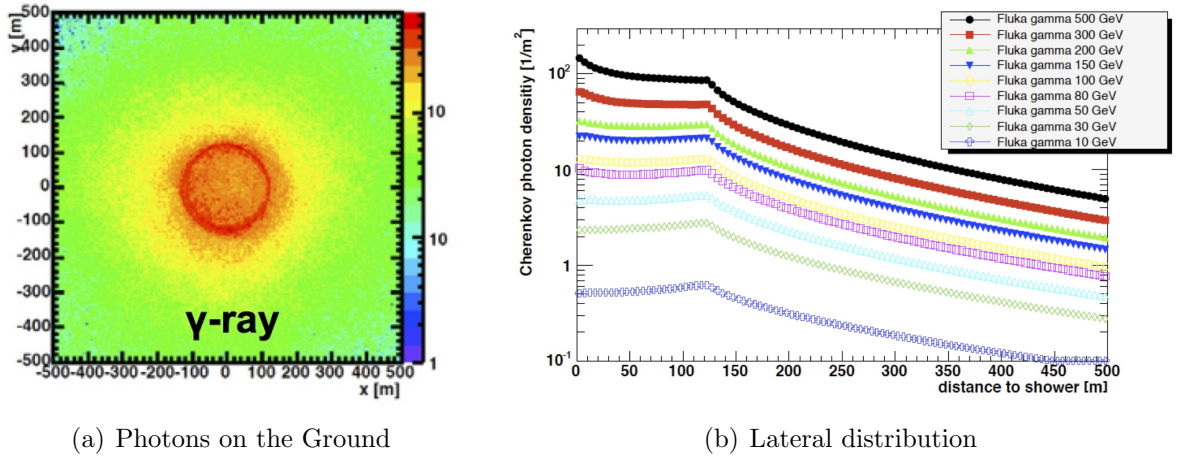 y [m]
500
400
300
200
100
0
-100
-200
-300
-400
-500
-500-400-300-200-100 0 100 200 300 400 500
x [m]
γ-ray
10
10
1
(a) Photons on the Ground
Cherenkov photon densitiy [1/m²]
10²
10
1
10⁻¹
0 50 100 150 200 250 300 350 400 450 500
distance to shower [m]
Fluka gamma 500 GeV
Fluka gamma 300 GeV
Fluka gamma 200 GeV
Fluka gamma 150 GeV
Fluka gamma 100 GeV
Fluka gamma 80 GeV
Fluka gamma 50 GeV
Fluka gamma 30 GeV
Fluka gamma 10 GeV
(b) Lateral distribution